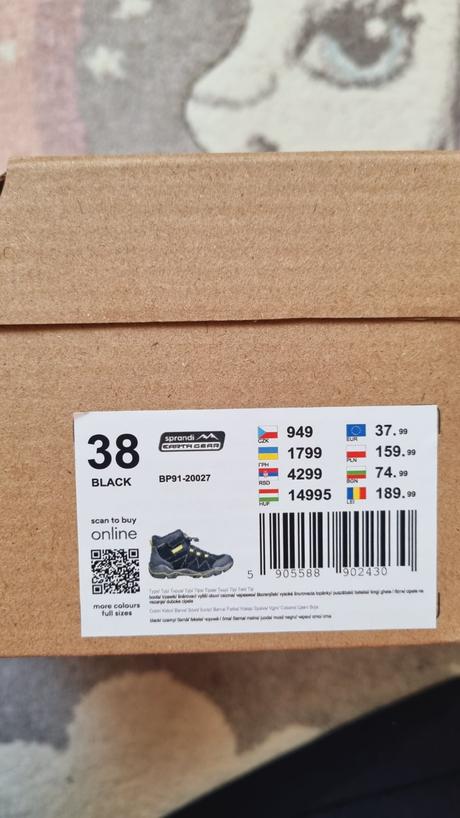 38
BLACK
sprandi
EARTH GEAR
BP91-20027
CZK 949
ГРН 1799
RSD 4299
HUF 14995
EUR 37.99
PLN 159.99
BGN 74.99
LEI 189.99
scan to buy
online
more colours
full sizes
5 905588 902430